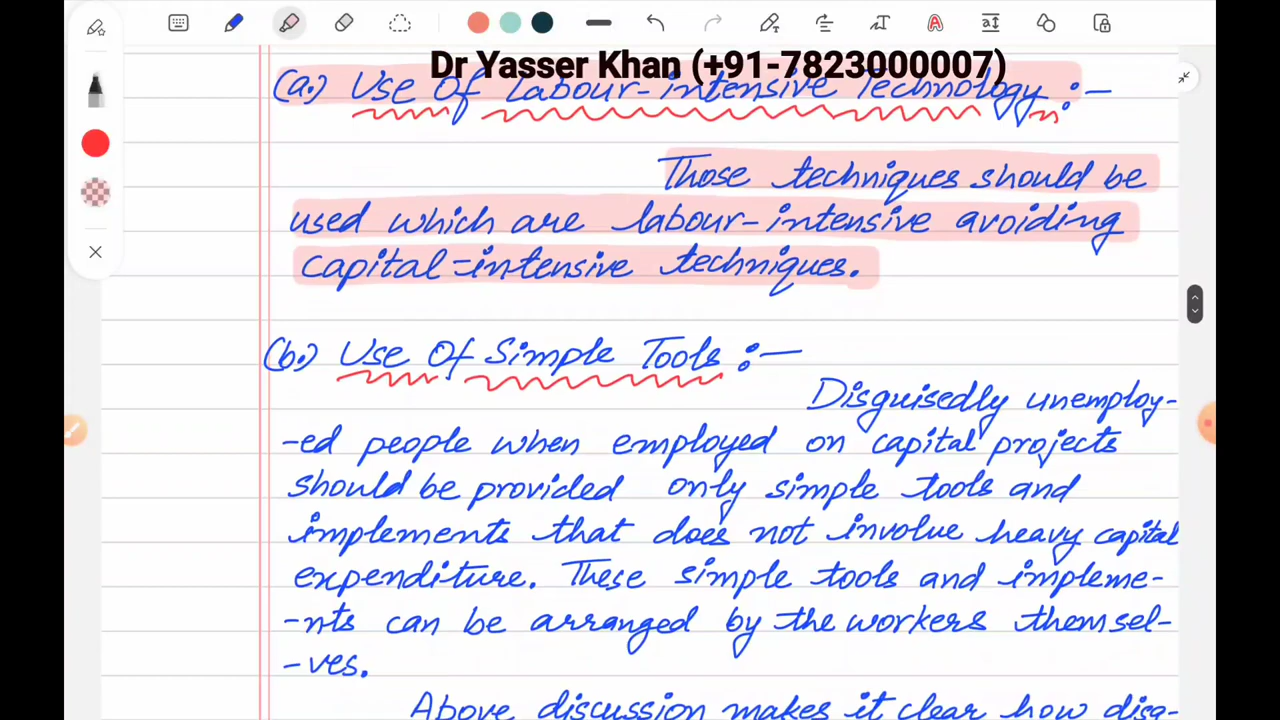 Dr Yasser Khan (+91-7823000007)
(a.) Use Of Labour-intensive Technology :-
Those techniques should be
used which are labour-intensive avoiding
capital-intensive techniques.
(b.) Use Of Simple Tools :-
Disguisedly unemploy-
-ed people when employed on capital projects
should be provided only simple tools and
implements that does not involve heavy capital
expenditure. These simple tools and impleme-
-nts can be arranged by the workers themsel-
-ves.
Above discussion makes it clear how disg-